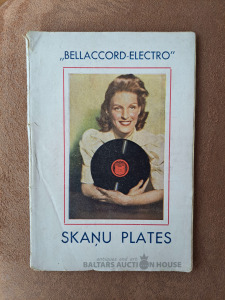 „BELLACCORD-ELECTRO”
SKAŅU PLATES
BALTARS AUCTION HOUSE